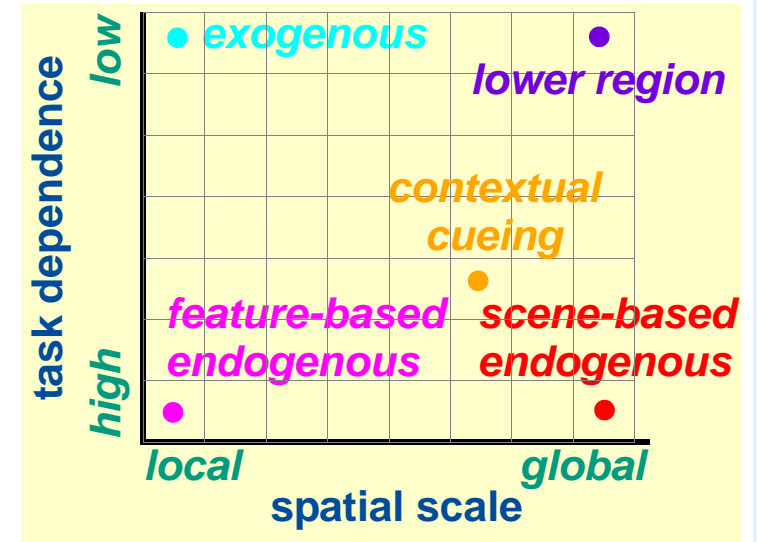 low
exogenous
lower region
task dependence
contextual
cueing
feature-based
endogenous
scene-based
endogenous
high
local
global
spatial scale